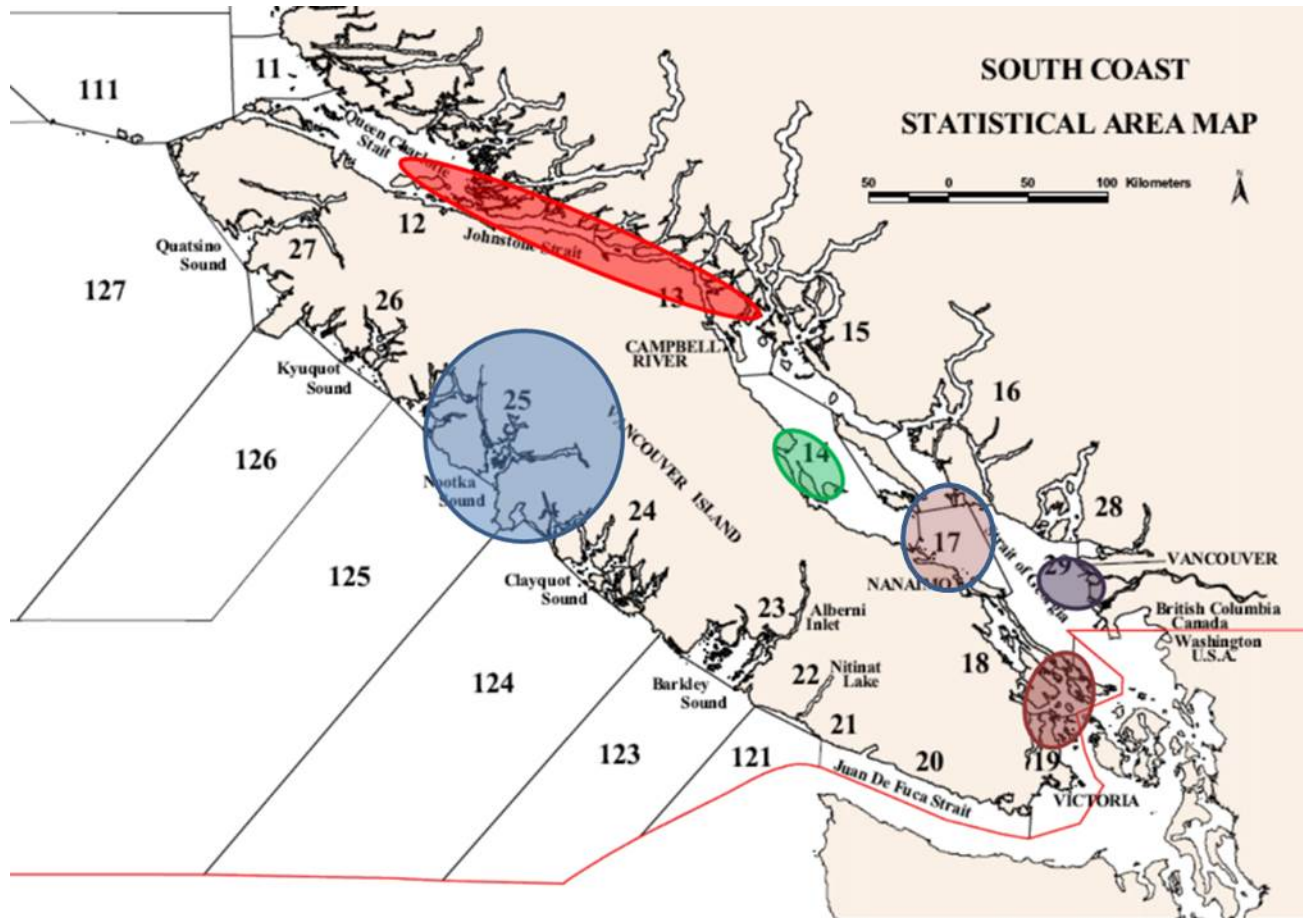 SOUTH COAST
STATISTICAL AREA MAP
11
111
Queen Charlotte
Stait
50 0 50 100 Kilometers
N
12
Johnstone Strait
Quatsino
Sound
27
127
26
13
15
CAMPBELL
RIVER
Kyuquot
Sound
25
16
VANCOUVER ISLAND
14
126
Nootka
Sound
24
28
17
Strait of Georgia
VANCOUVER
29
125
Clayquot
Sound
NANAIMO
British Columbia
Canada
Washington
U.S.A.
23
Alberni
Inlet
18
22
Nitinat
Lake
124
Barkley
Sound
21
123
121
20
19
Juan De Fuca Strait
VICTORIA